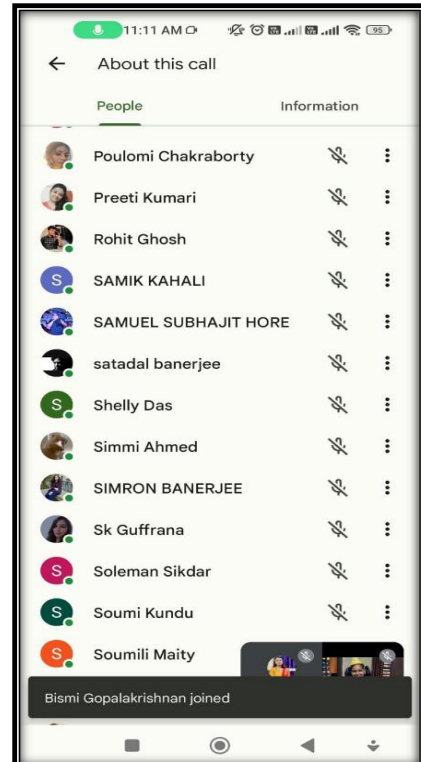 11:11 AM 95
About this call
People Information
Poulomi Chakraborty
Preeti Kumari
Rohit Ghosh
S SAMIK KAHALI
SAMUEL SUBHAJIT HORE
satadal banerjee
S Shelly Das
Simmi Ahmed
SIMRON BANERJEE
Sk Guffrana
S Soleman Sikdar
S Soumi Kundu
S Soumili Maity
Bismi Gopalakrishnan joined